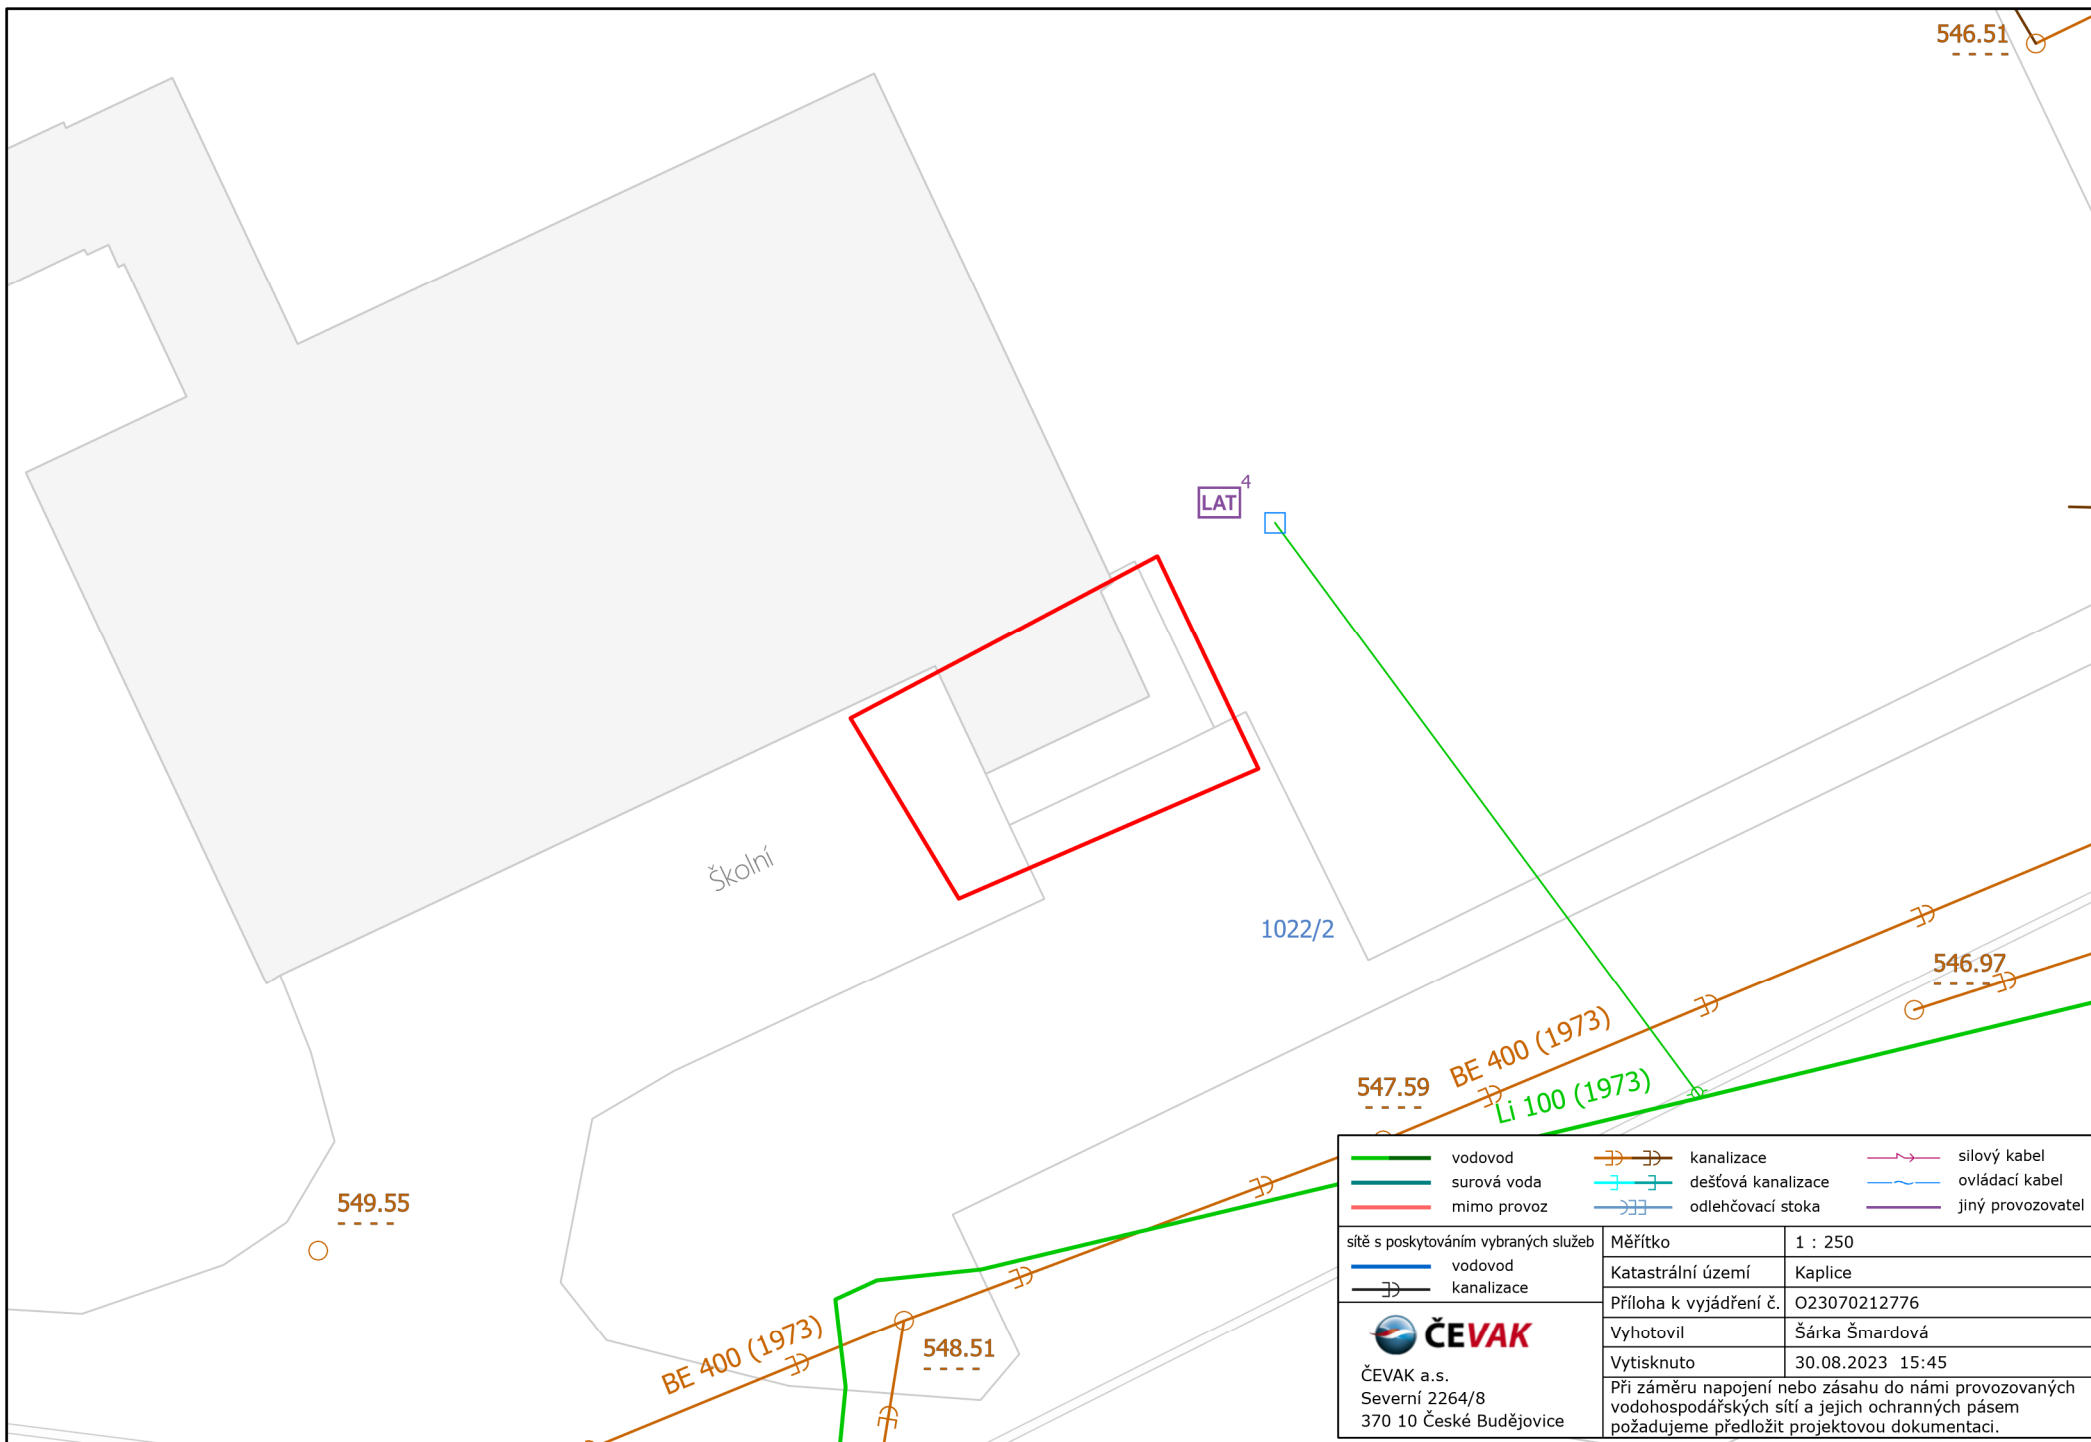 546.51
4
LAT
Školní
1022/2
546.97
BE 400 (1973)
547.59
Li 100 (1973)
549.55
548.51
BE 400 (1973)
vodovod
surová voda
mimo provoz
kanalizace
dešťová kanalizace
odlehčovací stoka
silový kabel
ovládací kabel
jiný provozovatel
sítě s poskytováním vybraných služeb
vodovod
kanalizace
Měřítko 1 : 250
Katastrální území Kaplice
Příloha k vyjádření č. O23070212776
Vyhotovil Šárka Šmardová
Vytisknuto 30.08.2023 15:45
ČEVAK
ČEVAK a.s.
Severní 2264/8
370 10 České Budějovice
Při záměru napojení nebo zásahu do námi provozovaných
vodohospodářských sítí a jejich ochranných pásem
požadujeme předložit projektovou dokumentaci.